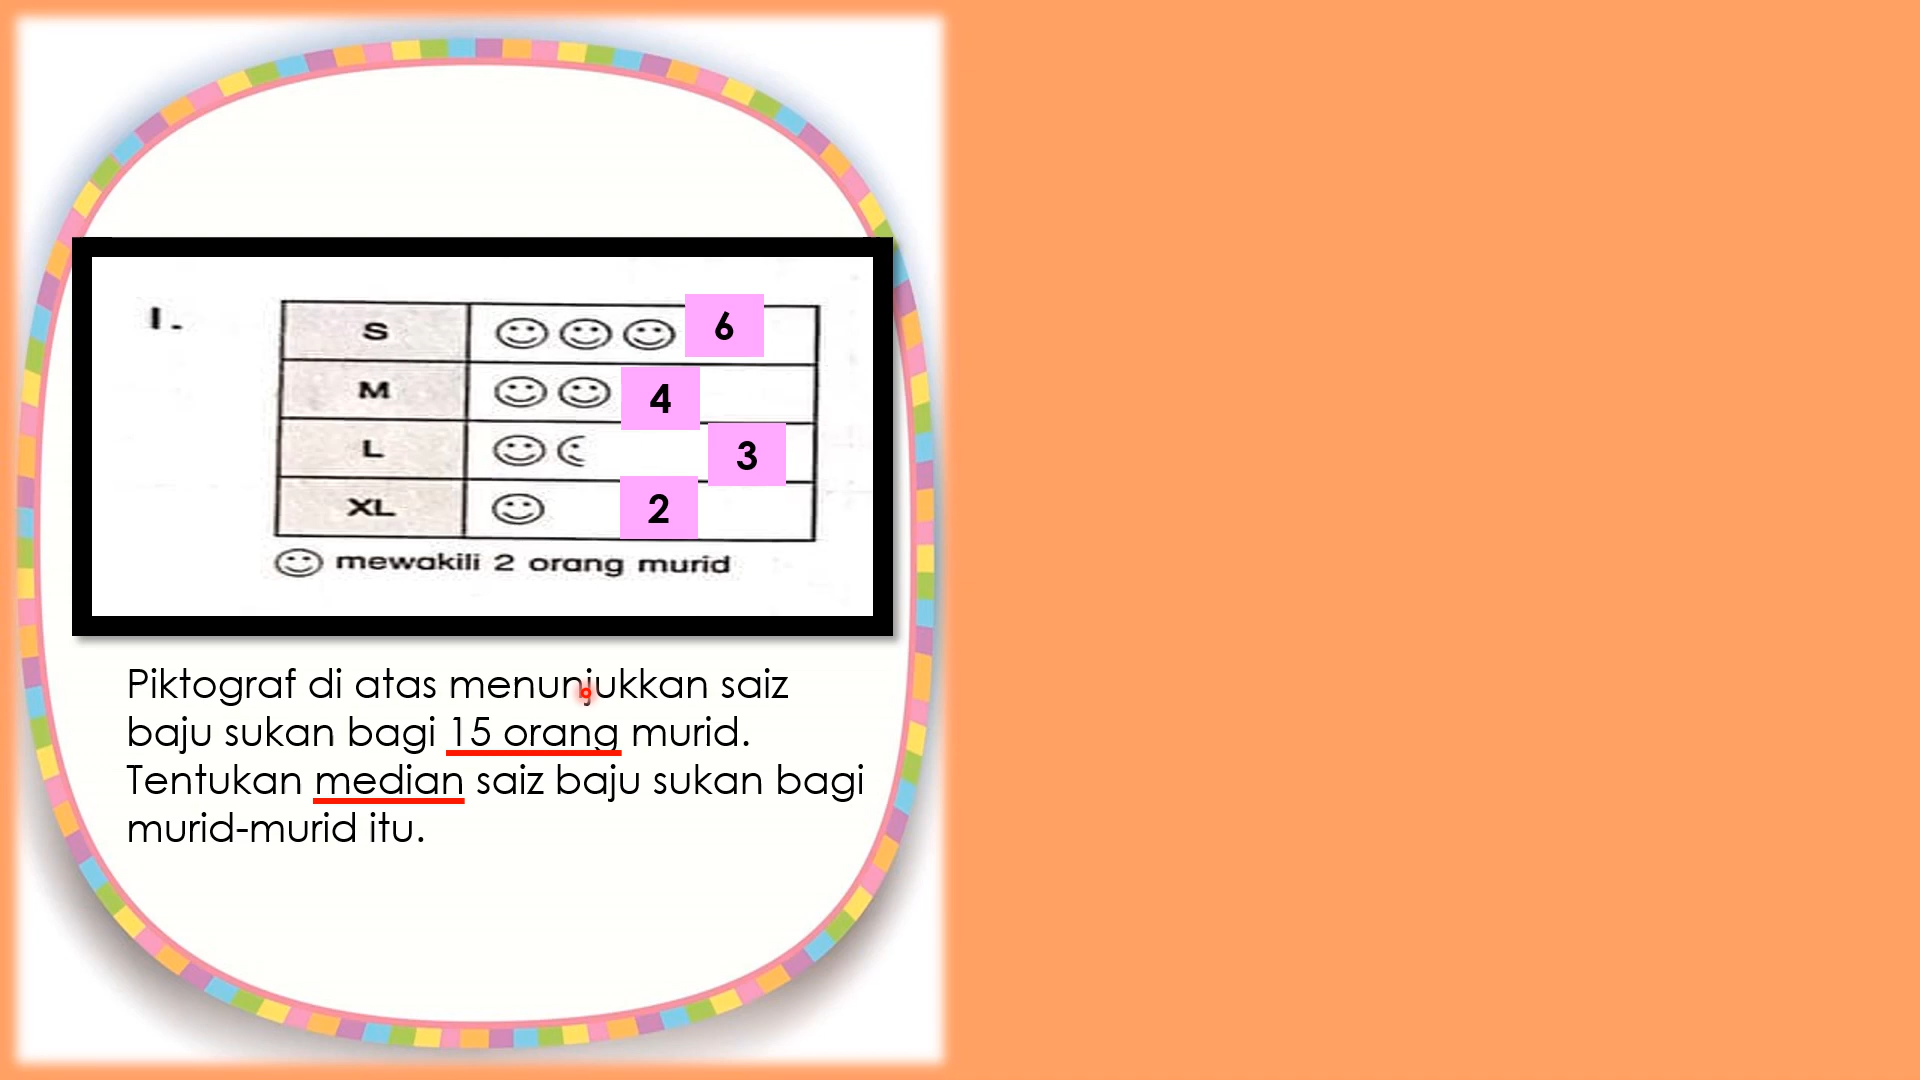 1.
S 6
M 4
L 3
XL 2
mewakili 2 orang murid
Piktograf di atas menunjukkan saiz
baju sukan bagi 15 orang murid.
Tentukan median saiz baju sukan bagi
murid-murid itu.